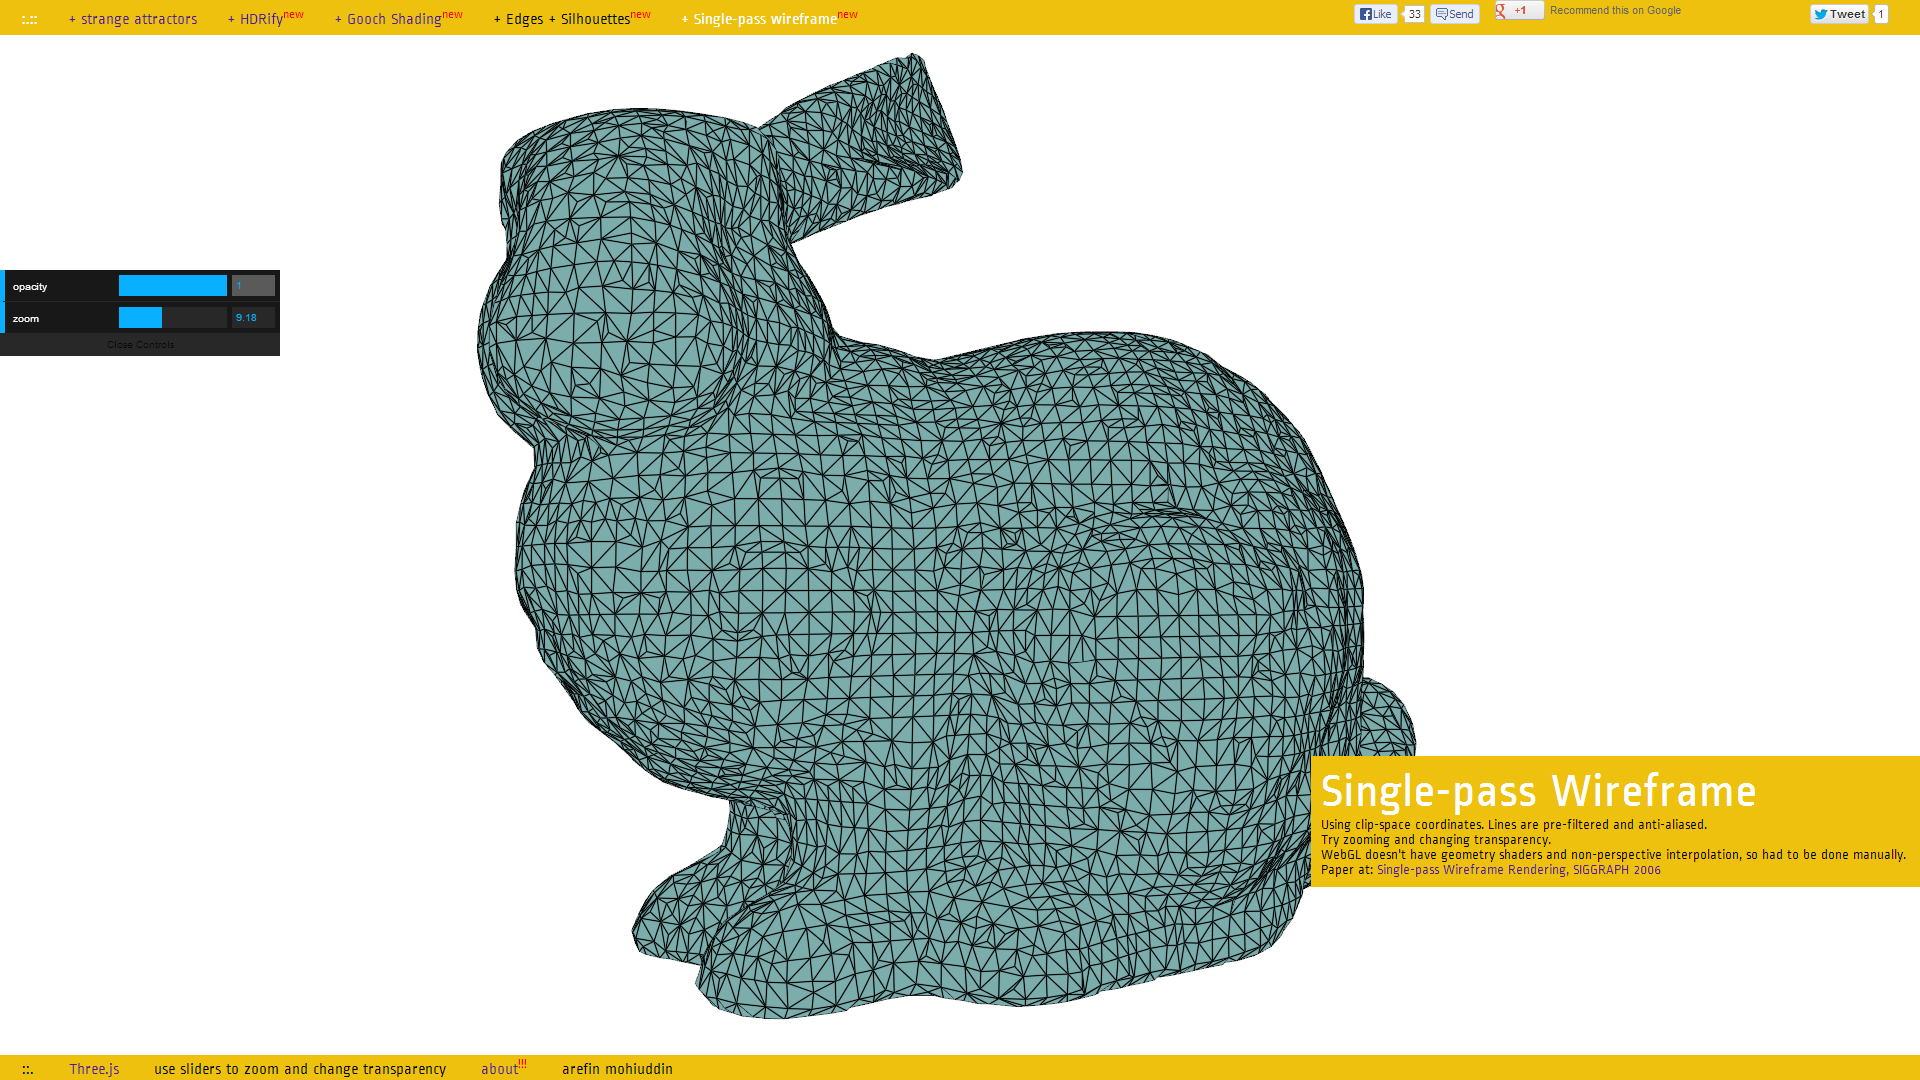 ::::  + strange attractors  + HDRify new  + Gooch Shading new  + Edges + Silhouettes new  + Single-pass wireframe new  Like 33  Send  g +1  Recommend this on Google  Tweet 1
opacity 1
zoom 9.18
Close Controls
Single-pass Wireframe
Using clip-space coordinates. Lines are pre-filtered and anti-aliased.
Try zooming and changing transparency.
WebGL doesn't have geometry shaders and non-perspective interpolation, so had to be done manually.
Paper at: Single-pass Wireframe Rendering, SIGGRAPH 2006
::.  Three.js  use sliders to zoom and change transparency  about!!!  arefin mohiuddin